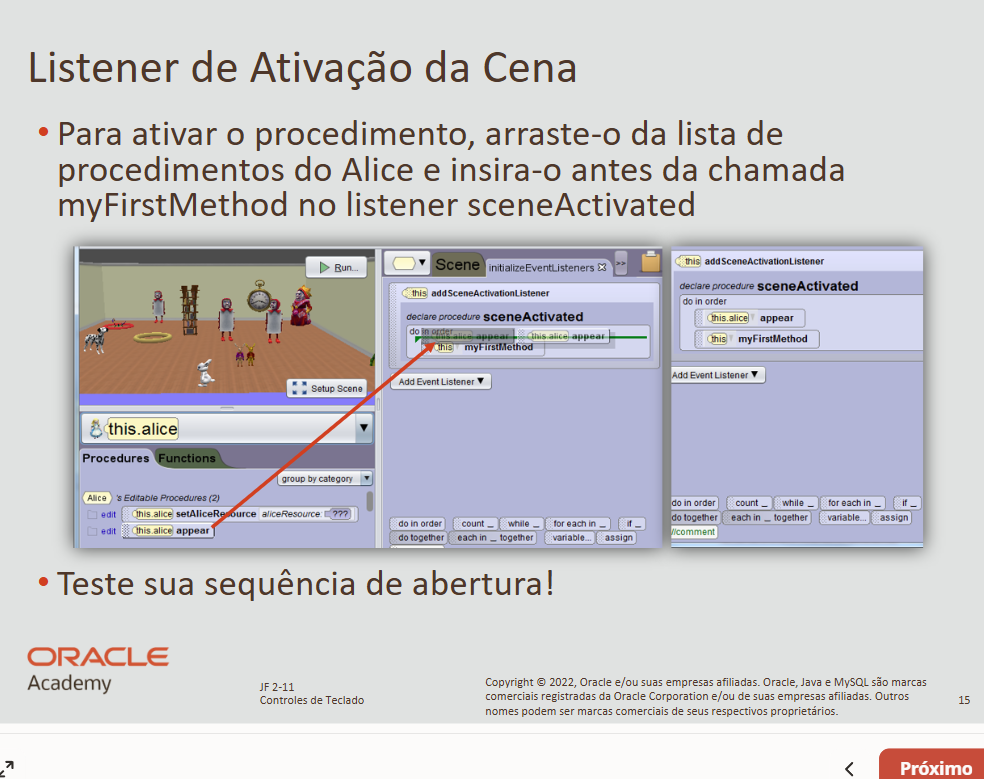 Listener de Ativação da Cena
• Para ativar o procedimento, arraste-o da lista de
procedimentos do Alice e insira-o antes da chamada
myFirstMethod no listener sceneActivated
Run...
Setup Scene
this.alice
Procedures Functions
group by category
Alice 's Editable Procedures (2)
edit this.alice setAliceResource aliceResource: ???
edit this.alice appear
Scene initializeEventListeners >>
this addSceneActivationListener
declare procedure sceneActivated
do in order
this.alice appear this.alice appear
this myFirstMethod
Add Event Listener
do in order count _ while _ for each in _ if _
do together each in _ together variable... assign
this addSceneActivationListener
declare procedure sceneActivated
do in order
this.alice appear
this myFirstMethod
Add Event Listener
do in order count _ while _ for each in _ if _
do together each in _ together variable... assign
//comment
• Teste sua sequência de abertura!
ORACLE
Academy
JF 2-11
Controles de Teclado
Copyright © 2022, Oracle e/ou suas empresas afiliadas. Oracle, Java e MySQL são marcas
comerciais registradas da Oracle Corporation e/ou de suas empresas afiliadas. Outros
nomes podem ser marcas comerciais de seus respectivos proprietários.
15
Próximo